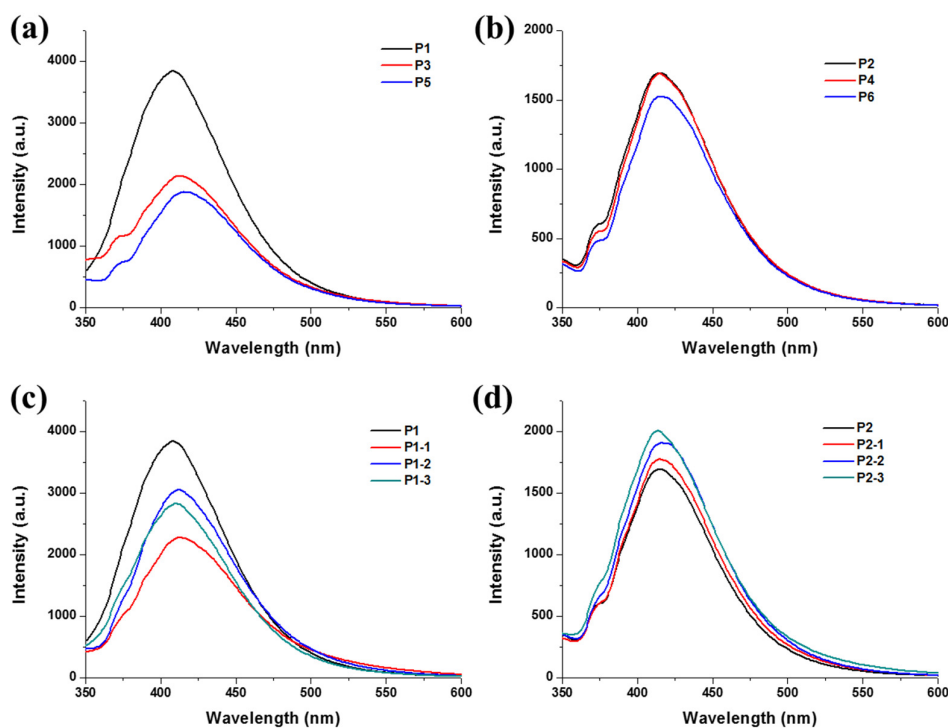 (a)
P1
P3
P5
4000
3000
2000
1000
0
Intensity (a.u.)
350 400 450 500 550 600
Wavelength (nm)
(b)
P2
P4
P6
2000
1500
1000
500
0
Intensity (a.u.)
350 400 450 500 550 600
Wavelength (nm)
(c)
P1
P1-1
P1-2
P1-3
4000
3000
2000
1000
0
Intensity (a.u.)
350 400 450 500 550 600
Wavelength (nm)
(d)
P2
P2-1
P2-2
P2-3
2000
1500
1000
500
0
Intensity (a.u.)
350 400 450 500 550 600
Wavelength (nm)